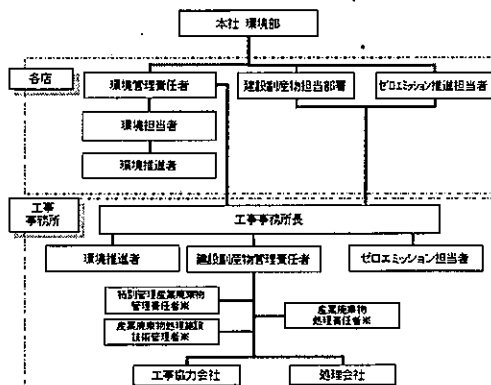 本社 環境部
各店
環境管理責任者
建設副産物担当部署
ゼロエミッション推進担当者
環境担当者
環境推進者
工事
事務所
工事事務所長
環境推進者
建設副産物管理責任者
ゼロエミッション担当者
特別管理産業廃棄物
管理責任者※
産業廃棄物
処理責任者※
産業廃棄物処理施設
技術管理者※
工事協力会社
処理会社